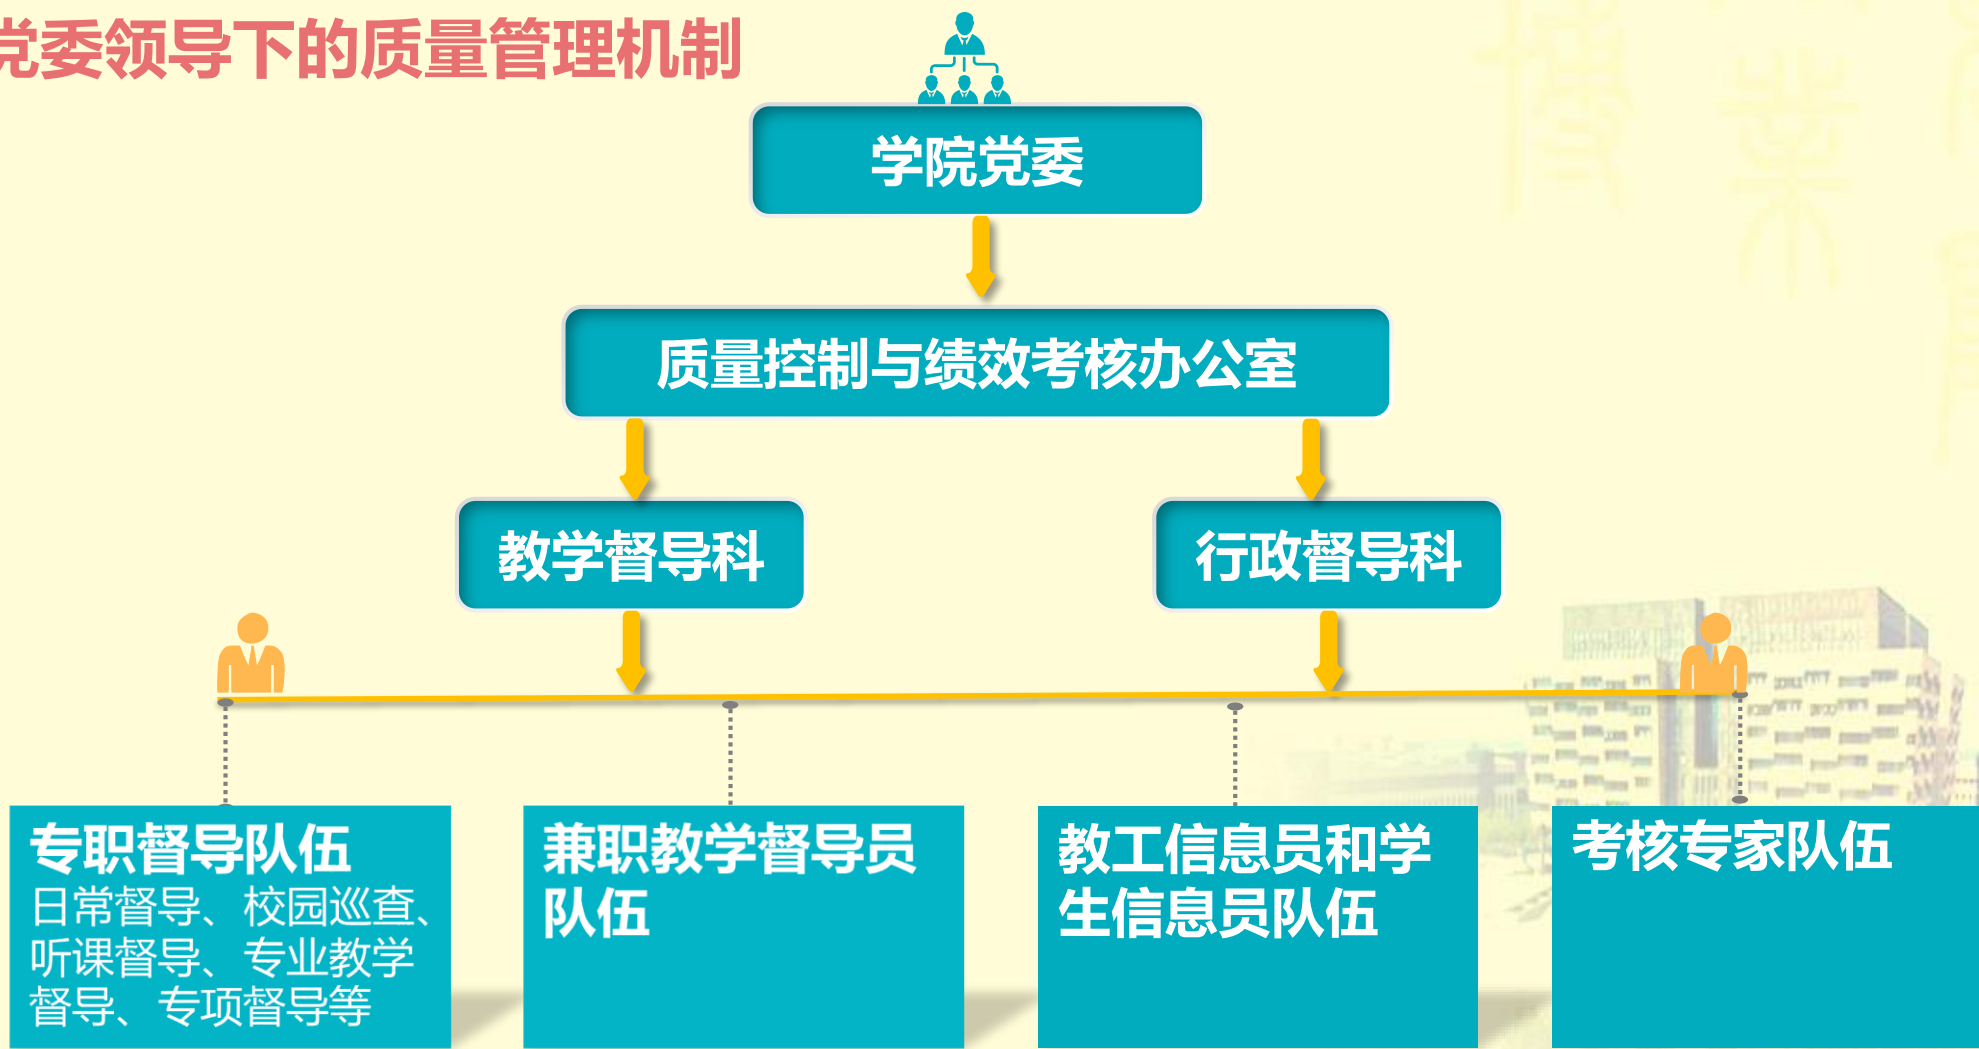 党委领导下的质量管理机制
学院党委
质量控制与绩效考核办公室
教学督导科
行政督导科
专职督导队伍
日常督导、校园巡查、
听课督导、专业教学
督导、专项督导等
兼职教学督导员
队伍
教工信息员和学
生信息员队伍
考核专家队伍